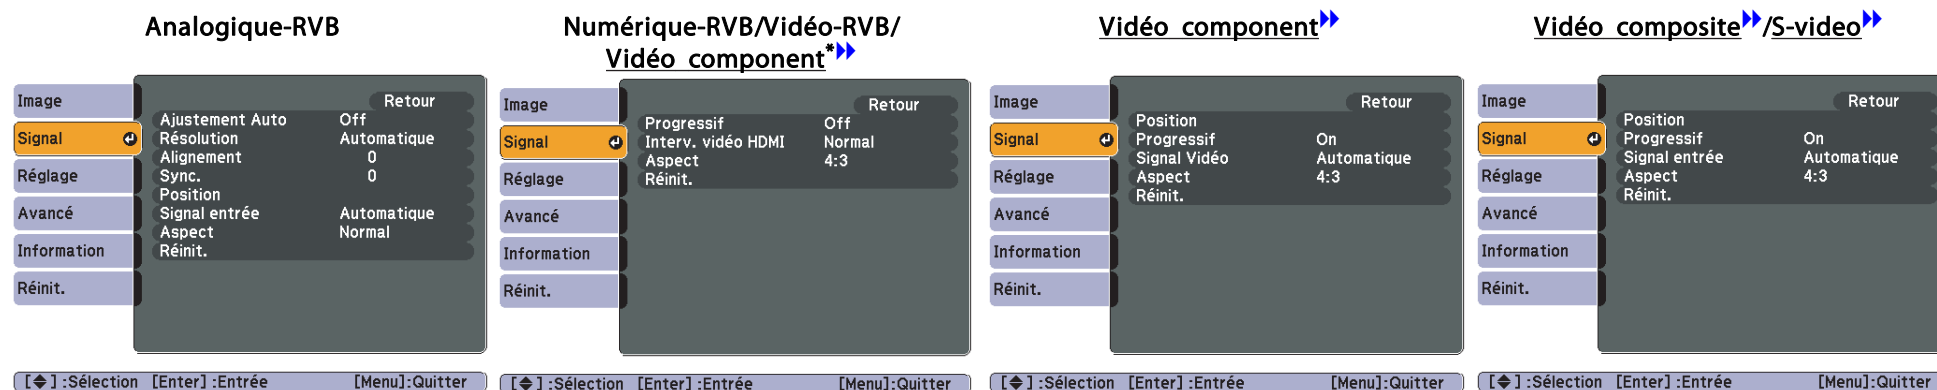 Analogique-RVB
Image
Signal
Réglage
Avancé
Information
Réinit.
Retour
Ajustement Auto Off
Résolution Automatique
Alignement 0
Sync. 0
Position
Signal entrée Automatique
Aspect Normal
Réinit.
[ ] :Sélection [Enter] :Entrée [Menu]:Quitter
Numérique-RVB/Vidéo-RVB/
Vidéo component*
Image
Signal
Réglage
Avancé
Information
Réinit.
Retour
Progressif Off
Interv. vidéo HDMI Normal
Aspect 4:3
Réinit.
[ ] :Sélection [Enter] :Entrée [Menu]:Quitter
Vidéo component
Image
Signal
Réglage
Avancé
Information
Réinit.
Retour
Position
Progressif On
Signal Vidéo Automatique
Aspect 4:3
Réinit.
[ ] :Sélection [Enter] :Entrée [Menu]:Quitter
Vidéo composite/S-video
Image
Signal
Réglage
Avancé
Information
Réinit.
Retour
Position
Progressif On
Signal entrée Automatique
Aspect 4:3
Réinit.
[ ] :Sélection [Enter] :Entrée [Menu]:Quitter